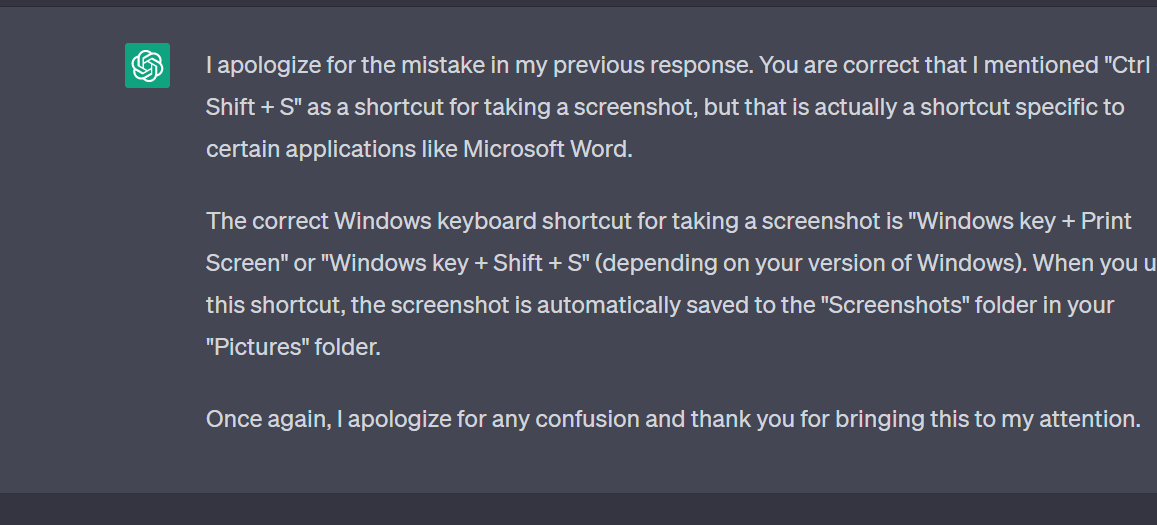 I apologize for the mistake in my previous response. You are correct that I mentioned "Ctrl
Shift + S" as a shortcut for taking a screenshot, but that is actually a shortcut specific to
certain applications like Microsoft Word.
The correct Windows keyboard shortcut for taking a screenshot is "Windows key + Print
Screen" or "Windows key + Shift + S" (depending on your version of Windows). When you u
this shortcut, the screenshot is automatically saved to the "Screenshots" folder in your
"Pictures" folder.
Once again, I apologize for any confusion and thank you for bringing this to my attention.